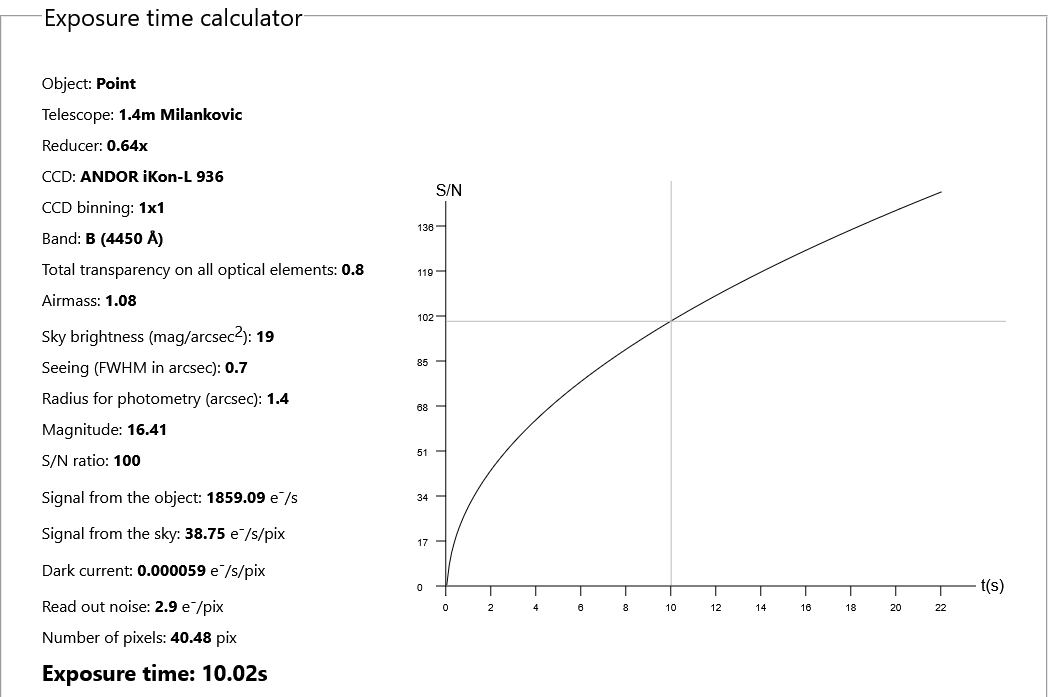 Exposure time calculator
Object: Point
Telescope: 1.4m Milankovic
Reducer: 0.64x
CCD: ANDOR iKon-L 936
CCD binning: 1x1
Band: B (4450 Å)
Total transparency on all optical elements: 0.8
Airmass: 1.08
Sky brightness (mag/arcsec²): 19
Seeing (FWHM in arcsec): 0.7
Radius for photometry (arcsec): 1.4
Magnitude: 16.41
S/N ratio: 100
Signal from the object: 1859.09 e⁻/s
Signal from the sky: 38.75 e⁻/s/pix
Dark current: 0.000059 e⁻/s/pix
Read out noise: 2.9 e⁻/pix
Number of pixels: 40.48 pix
Exposure time: 10.02s
S/N
136
119
102
85
68
51
34
17
0
0 2 4 6 8 10 12 14 16 18 20 22
t(s)